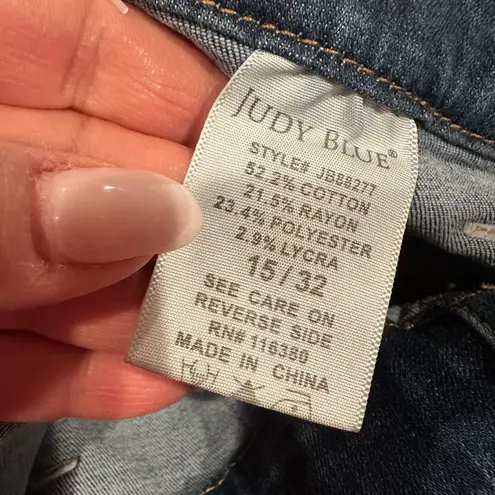 JUDY BLUE®
STYLE# JB88277
52.2% COTTON
21.5% RAYON
23.4% POLYESTER
2.9% LYCRA
15/32
SEE CARE ON
REVERSE SIDE
RN# 116380
MADE IN CHINA